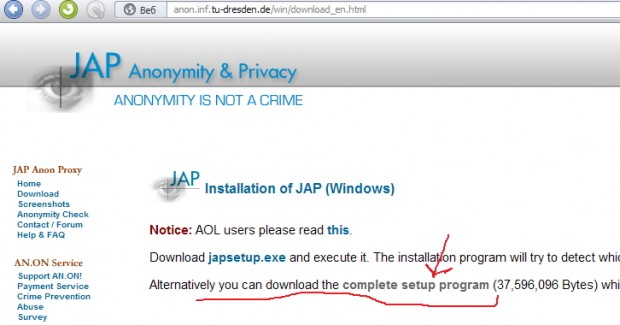 Веб
anon.inf.tu-dresden.de/win/download_en.html
JAP Anonymity & Privacy
ANONYMITY IS NOT A CRIME
JAP Anon Proxy
Home
Download
Screenshots
Anonymity Check
Contact / Forum
Help & FAQ
AN.ON Service
Support AN.ON!
Payment Service
Crime Prevention
Abuse
Survey
JAP Installation of JAP (Windows)
Notice: AOL users please read this.
Download japsetup.exe and execute it. The installation program will try to detect
Alternatively you can download the complete setup program (37,596,096 Bytes)